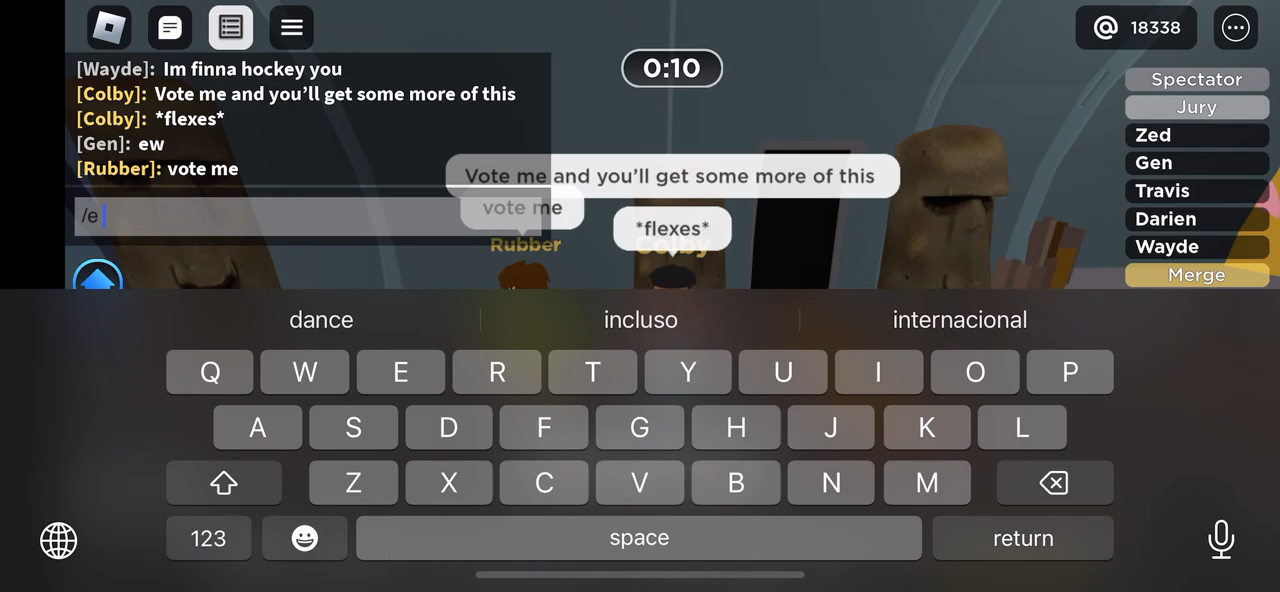 @ 18338
[Wayde]: Im finna hockey you
[Colby]: Vote me and you’ll get some more of this
[Colby]: *flexes*
[Gen]: ew
[Rubber]: vote me
/e
0:10
Vote me and you’ll get some more of this
vote me
*flexes*
Rubber
Colby
Spectator
Jury
Zed
Gen
Travis
Darien
Wayde
Merge
dance incluso internacional
Q W E R T Y U I O P
A S D F G H J K L
Z X C V B N M
123 space return